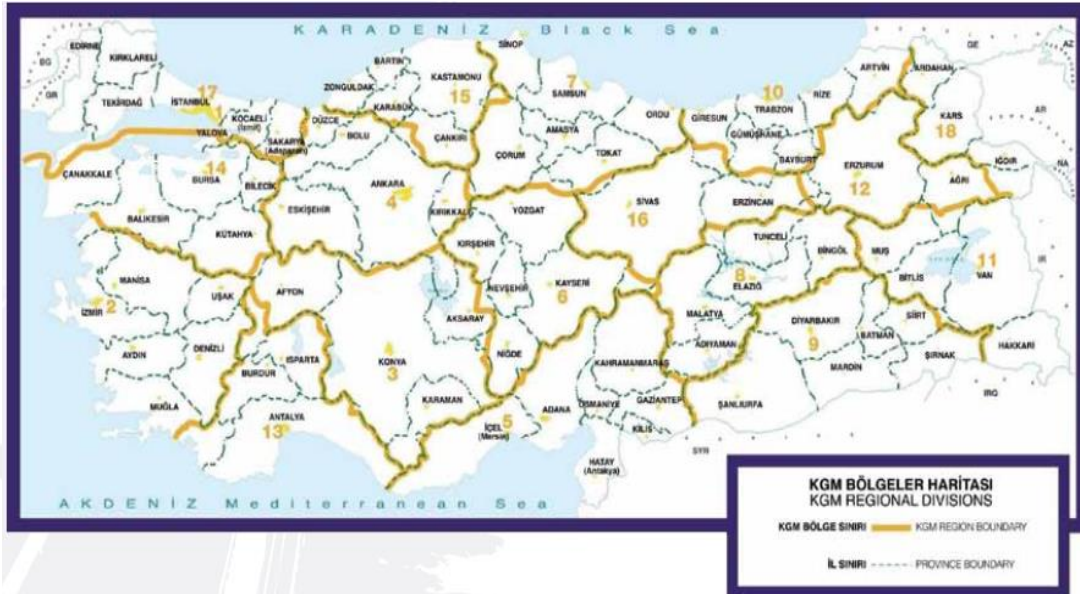 KARADENİZ Black Sea
EDİRNE
KIRKLARELİ
BG
GR
TEKİRDAĞ
17
İSTANBUL
1
KOCAELİ
(İzmit)
YALOVA
SAKARYA
(Adapazarı)
DÜZCE
BOLU
ZONGULDAK
BARTIN
KARABÜK
KASTAMONU
15
ÇANKIRI
SİNOP
7
SAMSUN
AMASYA
ÇORUM
TOKAT
ORDU
GİRESUN
10
TRABZON
RİZE
GÜMÜŞKANE
BAYBURT
ARTVİN
ARDAHAN
GE
AZ
KARS
18
AR
IĞDIR
NA
AĞRI
ERZURUM
12
ERZİNCAN
ÇANAKKALE
14
BURSA
BİLECİK
BALIKESİR
KÜTAHYA
ESKİŞEHİR
ANKARA
4
KIRIKKALE
YOZGAT
SİVAS
16
KIRŞEHİR
NEVŞEHİR
KAYSERİ
6
TUNCELİ
BİNGÖL
MUŞ
8
ELAZIĞ
BİTLİS
11
VAN
IR
MANİSA
2
İZMİR
UŞAK
AFYON
AKSARAY
MALATYA
ADIYAMAN
DİYARBAKIR
9
BATMAN
SİİRT
MARDİN
ŞIRNAK
HAKKARİ
AYDIN
DENİZLİ
BURDUR
ISPARTA
KONYA
3
NİĞDE
KAHRAMANMARAŞ
MUĞLA
ANTALYA
13
KARAMAN
İÇEL
(Mersin)
5
ADANA
OSMANİYE
GAZİANTEP
KİLİS
ŞANLIURFA
IRQ
SYR
HATAY
(Antakya)
AKDENİZ Mediterranean Sea
KGM BÖLGELER HARİTASI
KGM REGIONAL DIVISIONS
KGM BÖLGE SINIRI KGM REGION BOUNDARY
İL SINIRI PROVINCE BOUNDARY